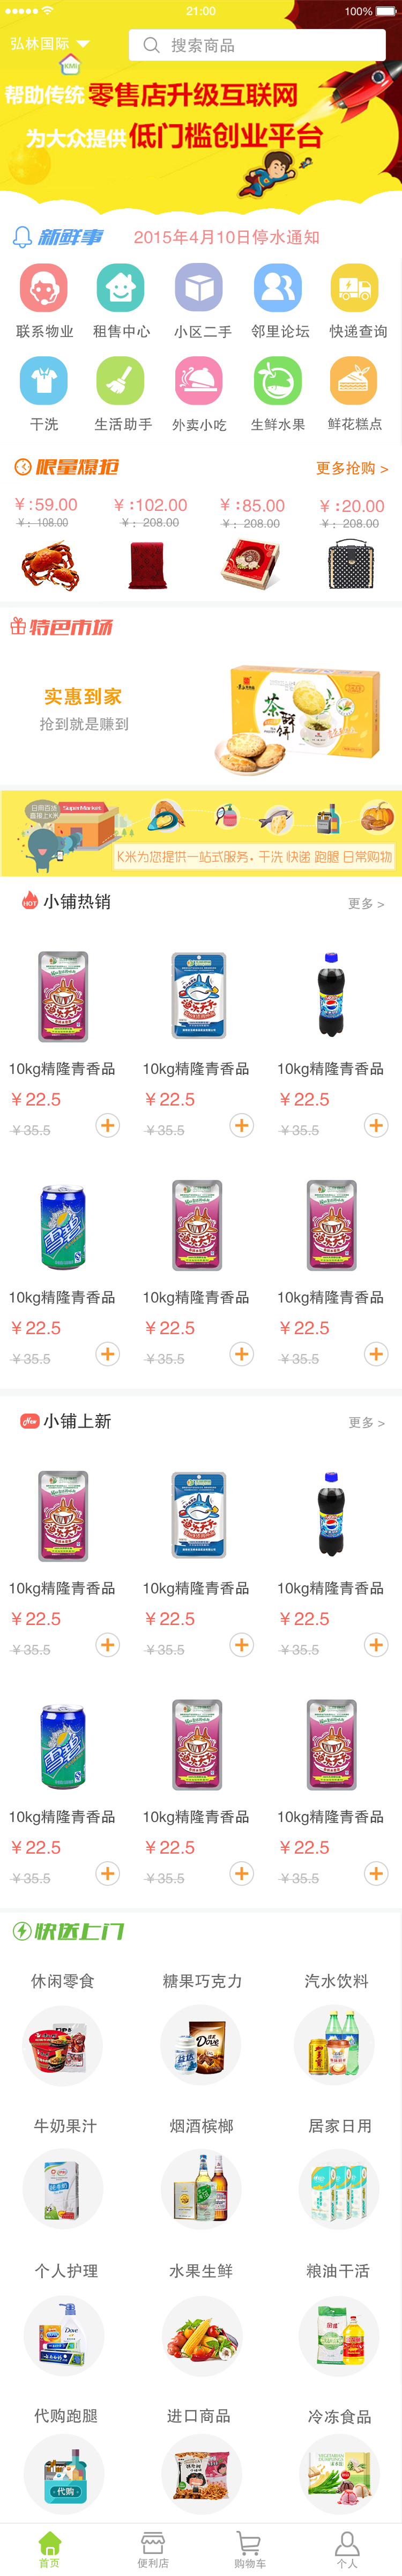 21:00
100%
弘林国际
搜索商品
KMi
帮助传统 零售店升级互联网
为大众提供 低门槛创业平台
新鲜事
2015年4月10日停水通知
联系物业 租售中心 小区二手 邻里论坛 快递查询
干洗 生活助手 外卖小吃 生鲜水果 鲜花糕点
限量爆抢
更多抢购 >
￥:59.00 ￥:102.00 ￥:85.00 ￥:20.00
￥：108.00 ￥：208.00 ￥：208.00 ￥：208.00
特色市场
实惠到家
抢到就是赚到
茶鲜饼
SuperMarket
K米为您提供一站式服务。干洗 快递 跑腿 日常购物
HOT
小铺热销
更多 >
10kg精隆青香品 10kg精隆青香品 10kg精隆青香品
￥22.5 ￥22.5 ￥22.5
￥35.5 ￥35.5 ￥35.5
雪碧
10kg精隆青香品 10kg精隆青香品 10kg精隆青香品
￥22.5 ￥22.5 ￥22.5
￥35.5 ￥35.5 ￥35.5
New
小铺上新
更多 >
10kg精隆青香品 10kg精隆青香品 10kg精隆青香品
￥22.5 ￥22.5 ￥22.5
￥35.5 ￥35.5 ￥35.5
雪碧
10kg精隆青香品 10kg精隆青香品 10kg精隆青香品
￥22.5 ￥22.5 ￥22.5
￥35.5 ￥35.5 ￥35.5
快送上门
休闲零食 糖果巧克力 汽水饮料
Dove
牛奶果汁 烟酒槟榔 居家日用
个人护理 水果生鲜 粮油干活
Dove
代购跑腿 进口商品 冷冻食品
代购
首页 便利店 购物车 个人